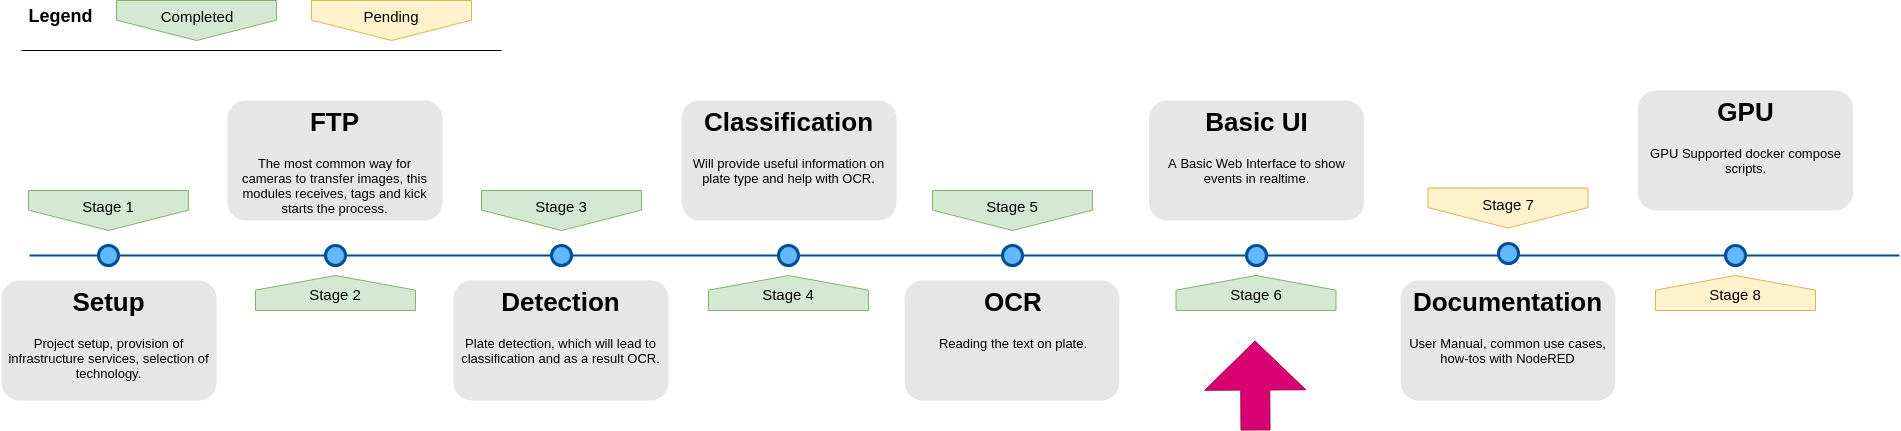 Legend
Completed
Pending
Stage 1
Setup
Project setup, provision of
infrastructure services, selection of
technology.
FTP
The most common way for
cameras to transfer images, this
modules receives, tags and kick
starts the process.
Stage 2
Stage 3
Detection
Plate detection, which will lead to
classification and as a result OCR.
Classification
Will provide useful information on
plate type and help with OCR.
Stage 4
Stage 5
OCR
Reading the text on plate.
Basic UI
A Basic Web Interface to show
events in realtime.
Stage 6
Stage 7
Documentation
User Manual, common use cases,
how-tos with NodeRED
GPU
GPU Supported docker compose
scripts.
Stage 8